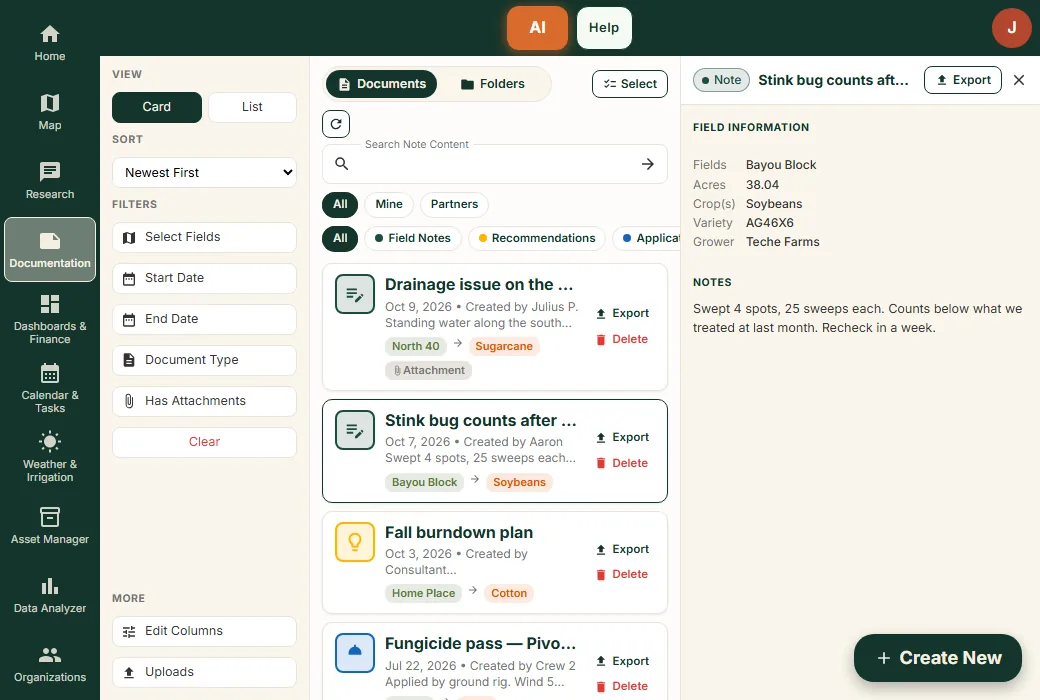 AI
Help
J
Home
Map
Research
Documentation
Dashboards &
Finance
Calendar &
Tasks
Weather &
Irrigation
Asset Manager
Data Analyzer
Organizations
VIEW
Card
List
SORT
Newest First
FILTERS
Select Fields
Start Date
End Date
Document Type
Has Attachments
Clear
MORE
Edit Columns
Uploads
Documents
Folders
Select
Search Note Content
All
Mine
Partners
All
Field Notes
Recommendations
Applicat
Drainage issue on the ...
Oct 9, 2026 • Created by Julius P.
Standing water along the south...
North 40 → Sugarcane
Attachment
Export
Delete
Stink bug counts after ...
Oct 7, 2026 • Created by Aaron
Swept 4 spots, 25 sweeps each...
Bayou Block → Soybeans
Export
Delete
Fall burndown plan
Oct 3, 2026 • Created by
Consultant...
Home Place → Cotton
Export
Delete
Fungicide pass — Pivo...
Jul 22, 2026 • Created by Crew 2
Applied by ground rig. Wind 5...
Export
Delete
Note
Stink bug counts aft...
Export
FIELD INFORMATION
Fields Bayou Block
Acres 38.04
Crop(s) Soybeans
Variety AG46X6
Grower Teche Farms
NOTES
Swept 4 spots, 25 sweeps each. Counts below what we
treated at last month. Recheck in a week.
+ Create New